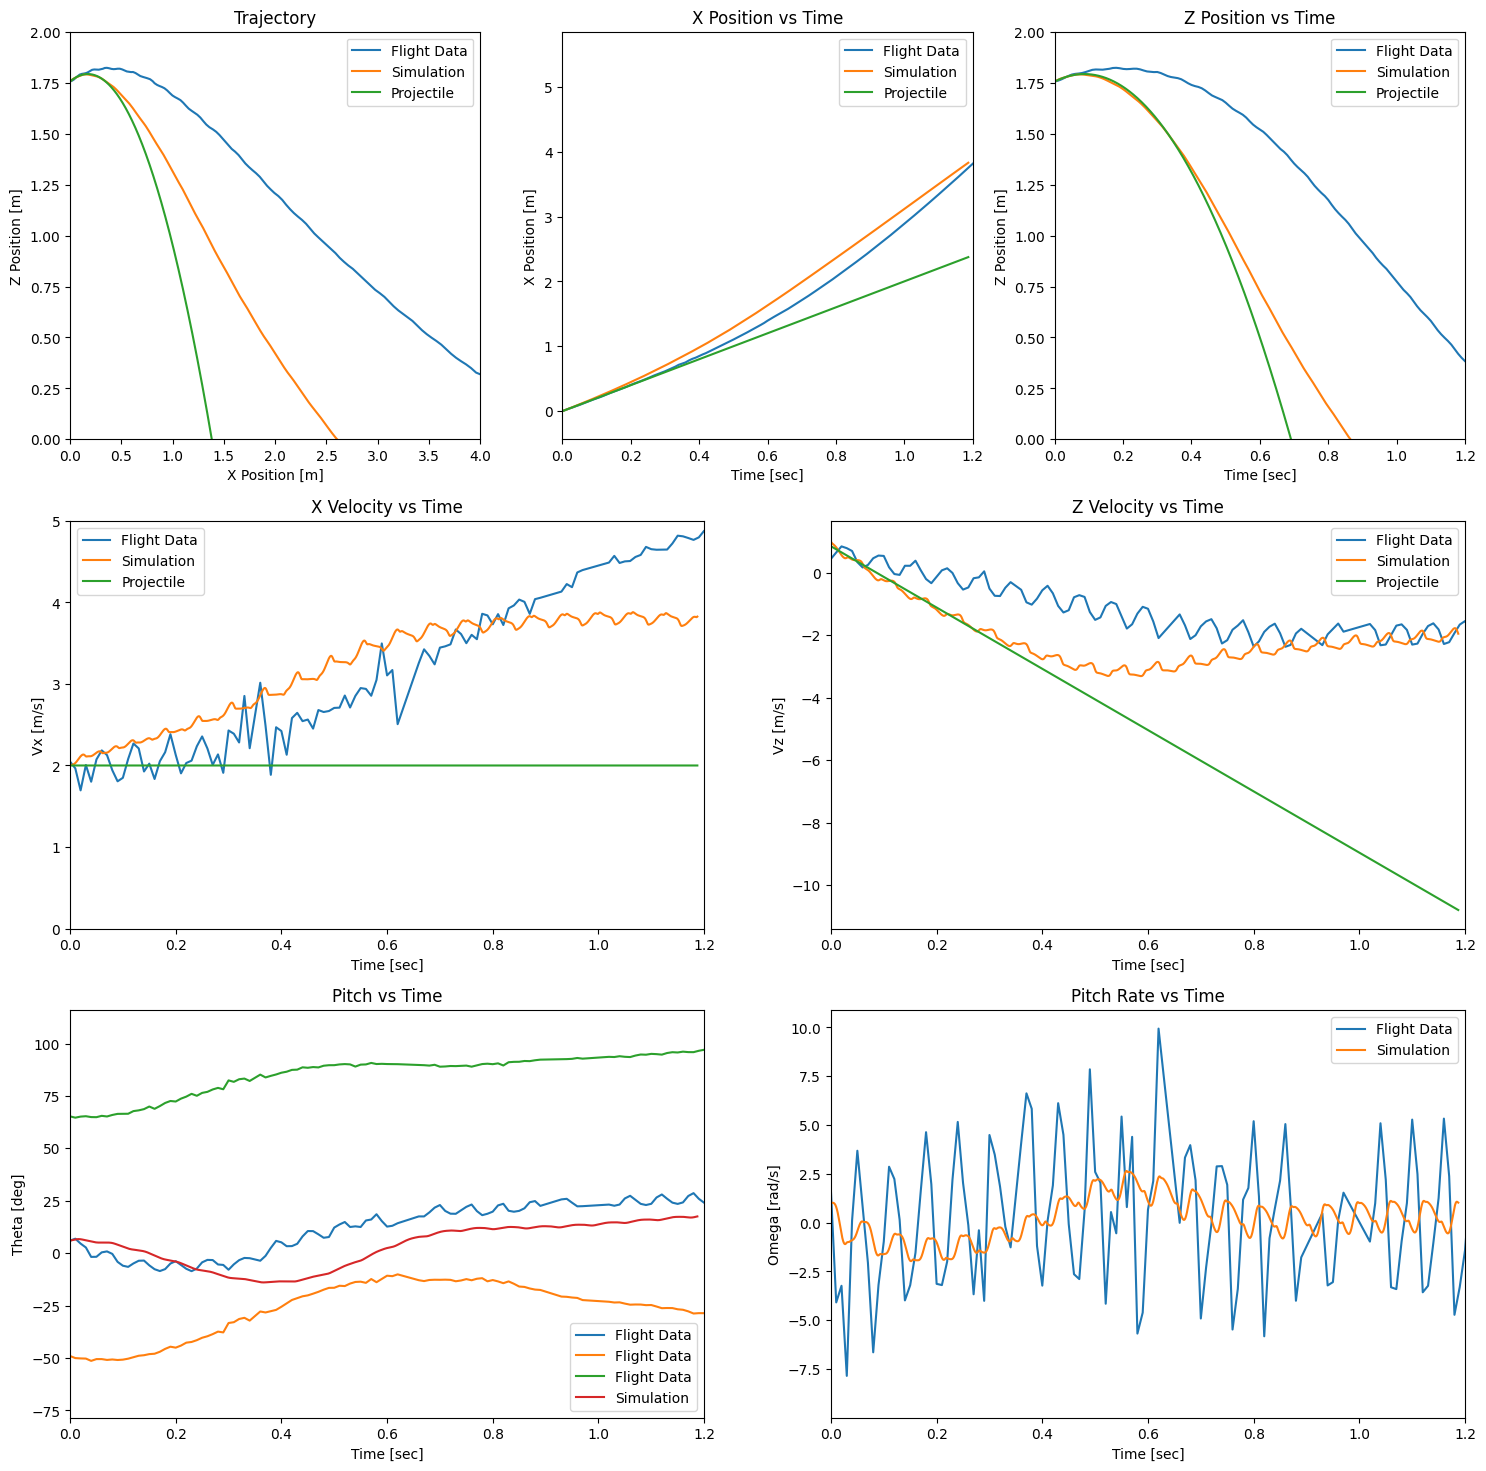 Trajectory
Z Position [m]
2.00
1.75
1.50
1.25
1.00
0.75
0.50
0.25
0.00
Flight Data
Simulation
Projectile
0.0 0.5 1.0 1.5 2.0 2.5 3.0 3.5 4.0
X Position [m]
X Position vs Time
X Position [m]
5
4
3
2
1
0
Flight Data
Simulation
Projectile
0.0 0.2 0.4 0.6 0.8 1.0 1.2
Time [sec]
Z Position vs Time
Z Position [m]
2.00
1.75
1.50
1.25
1.00
0.75
0.50
0.25
0.00
Flight Data
Simulation
Projectile
0.0 0.2 0.4 0.6 0.8 1.0 1.2
Time [sec]
X Velocity vs Time
Vx [m/s]
5
4
3
2
1
0
Flight Data
Simulation
Projectile
0.0 0.2 0.4 0.6 0.8 1.0 1.2
Time [sec]
Z Velocity vs Time
Vz [m/s]
0
−2
−4
−6
−8
−10
Flight Data
Simulation
Projectile
0.0 0.2 0.4 0.6 0.8 1.0 1.2
Time [sec]
Pitch vs Time
Theta [deg]
100
75
50
25
0
−25
−50
−75
Flight Data
Flight Data
Flight Data
Simulation
0.0 0.2 0.4 0.6 0.8 1.0 1.2
Time [sec]
Pitch Rate vs Time
Omega [rad/s]
10.0
7.5
5.0
2.5
0.0
−2.5
−5.0
−7.5
Flight Data
Simulation
0.0 0.2 0.4 0.6 0.8 1.0 1.2
Time [sec]